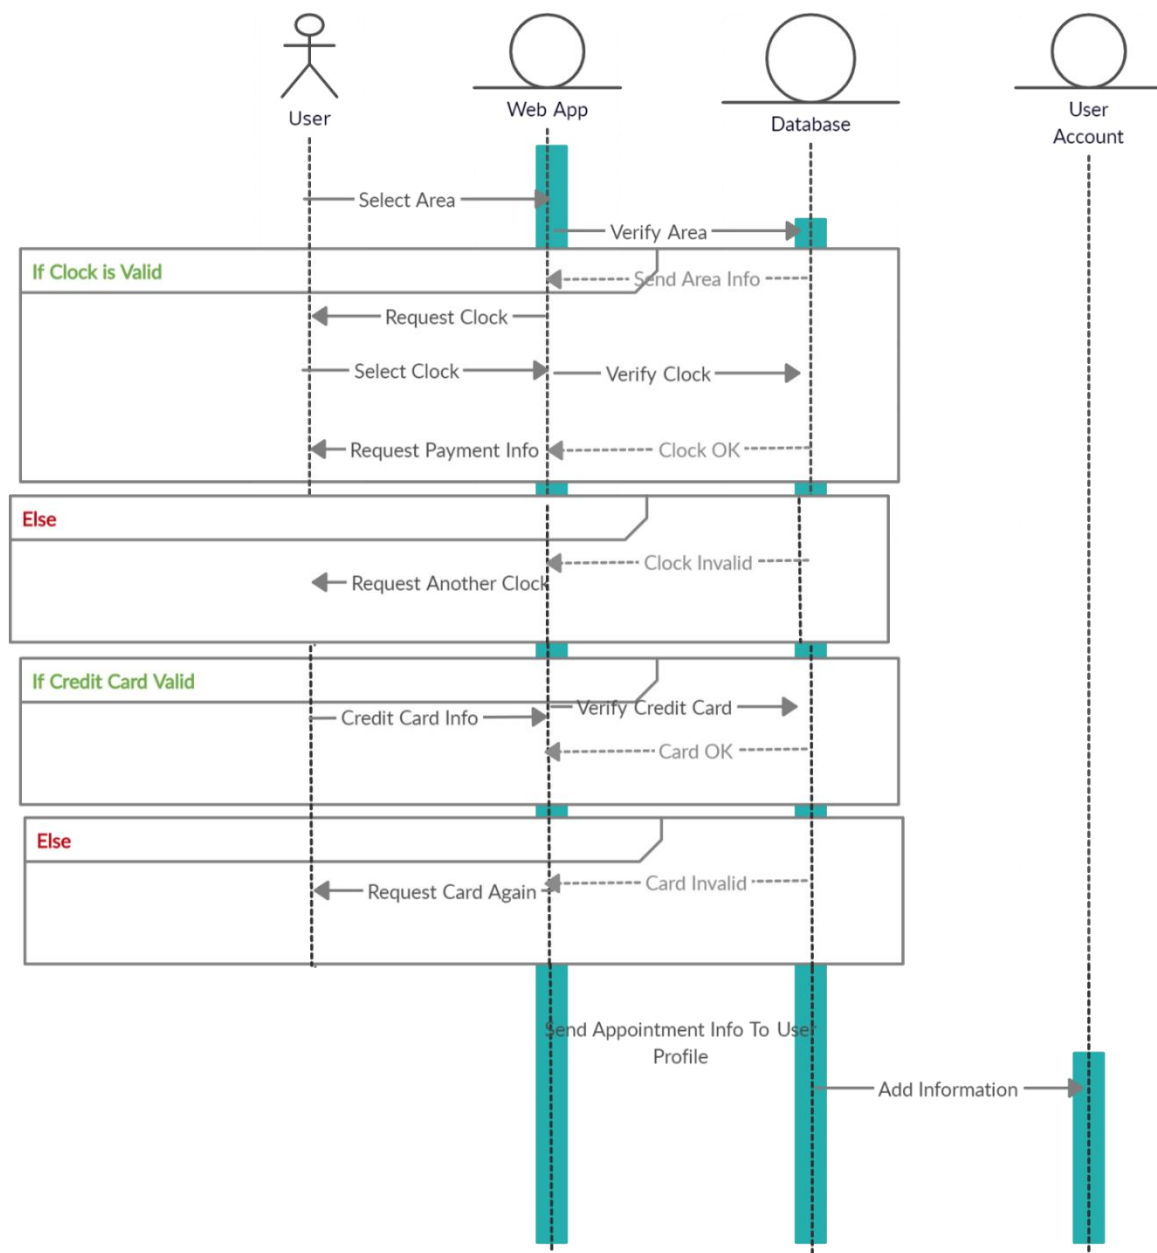 User
Web App
Database
User
Account
Select Area
Verify Area
If Clock is Valid
Send Area Info
Request Clock
Select Clock
Verify Clock
Request Payment Info
Clock OK
Else
Clock Invalid
Request Another Clock
If Credit Card Valid
Verify Credit Card
Credit Card Info
Card OK
Else
Card Invalid
Request Card Again
Send Appointment Info To User
Profile
Add Information